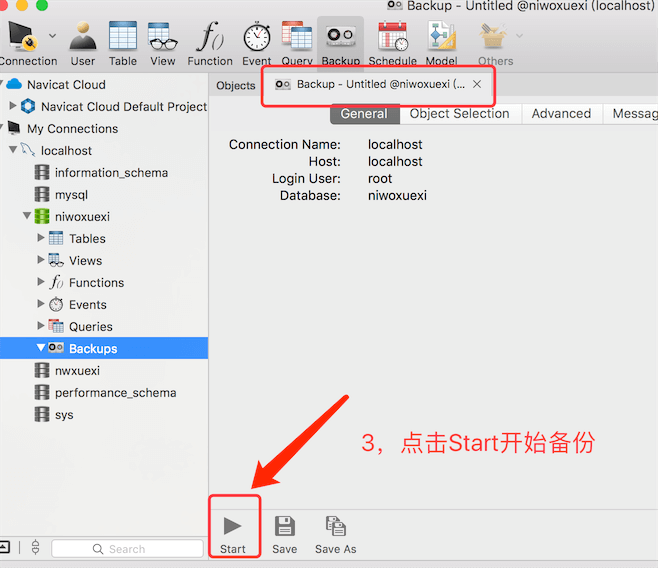 Backup - Untitled @niwoxuexi (localhost)
Connection
User
Table
View
Function
Event
Query
Backup
Schedule
Model
Others
Navicat Cloud
Navicat Cloud Default Project
My Connections
localhost
information_schema
mysql
niwoxuexi
Tables
Views
Functions
Events
Queries
Backups
nwxuexi
performance_schema
sys
Search
Objects
Backup - Untitled @niwoxuexi (...
General
Object Selection
Advanced
Messag
Connection Name: localhost
Host: localhost
Login User: root
Database: niwoxuexi
3，点击Start开始备份
Start
Save
Save As